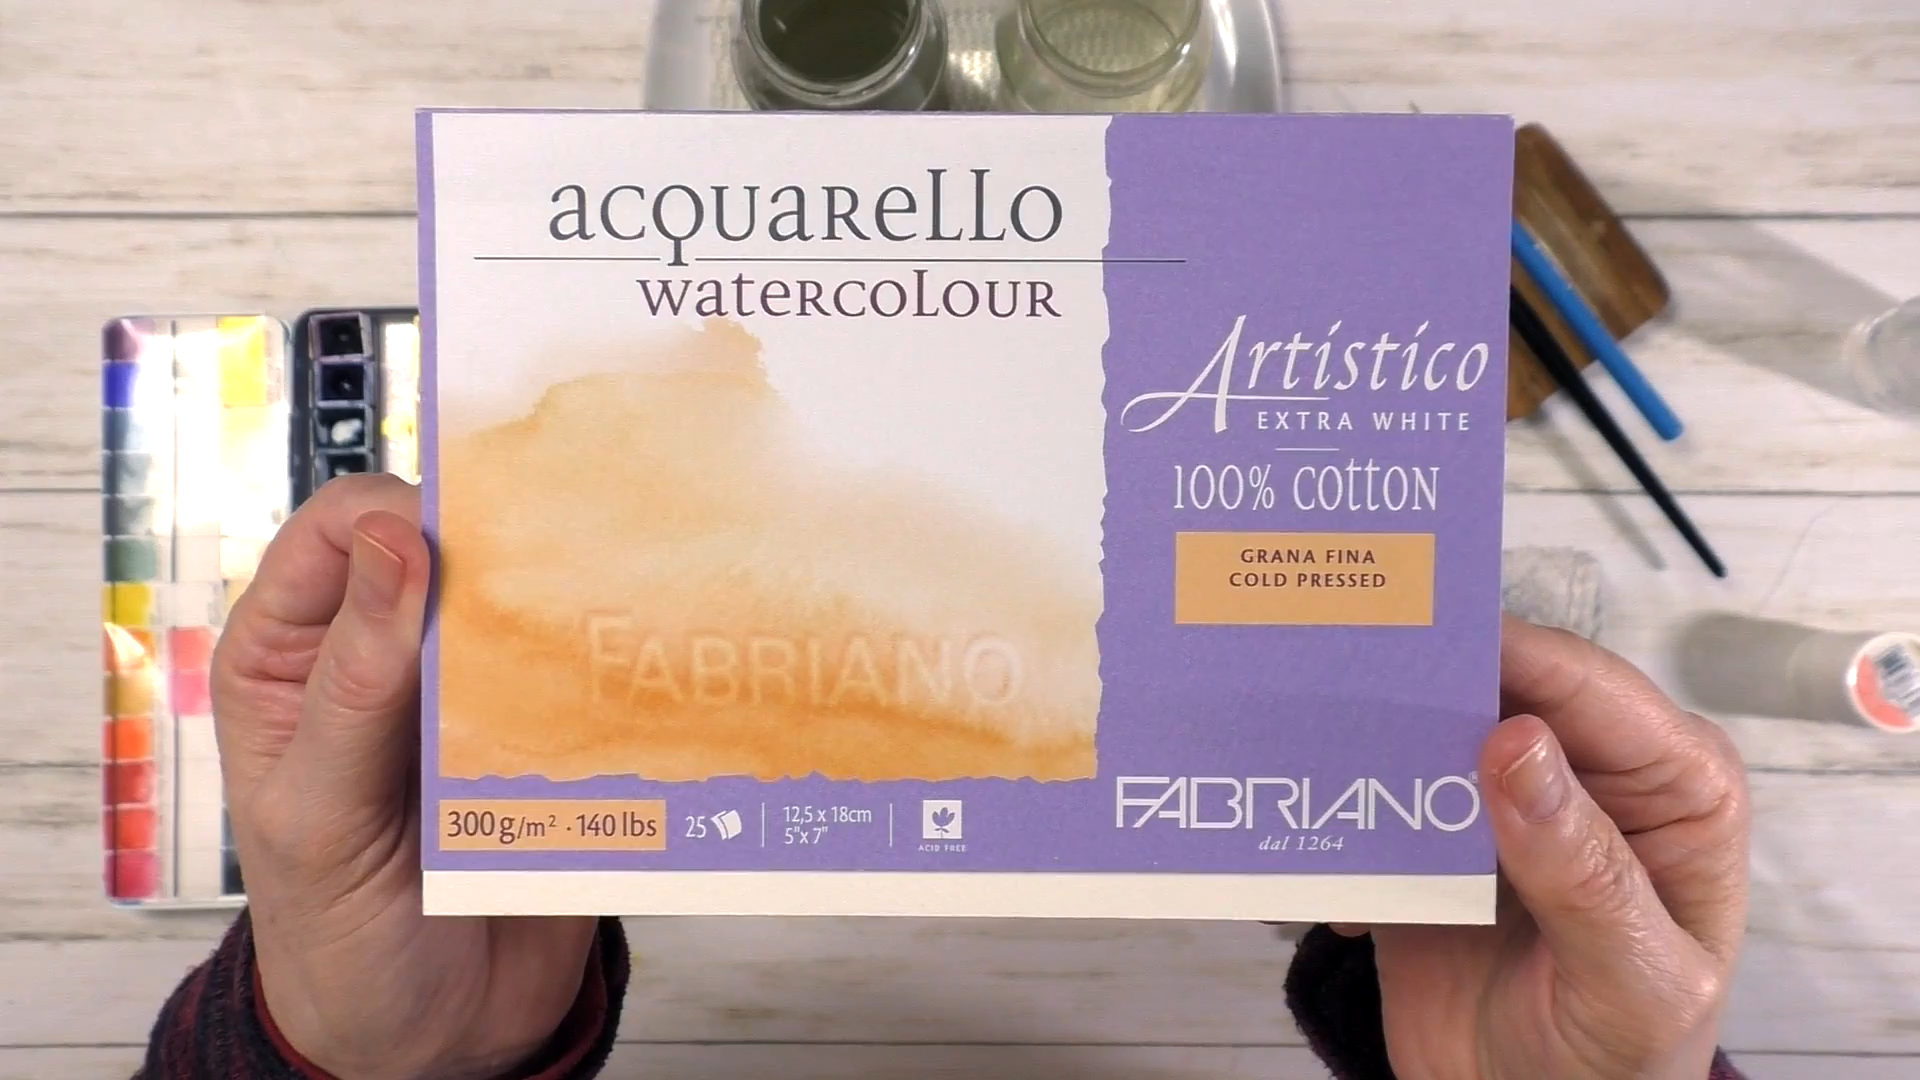 acquarello
watercolour
Artistico
EXTRA WHITE
100% cotton
GRANA FINA
COLD PRESSED
FABRIANO
300g/m² · 140 lbs
25
12,5 x 18cm
5"x 7"
ACID FREE
FABRIANO®
dal 1264